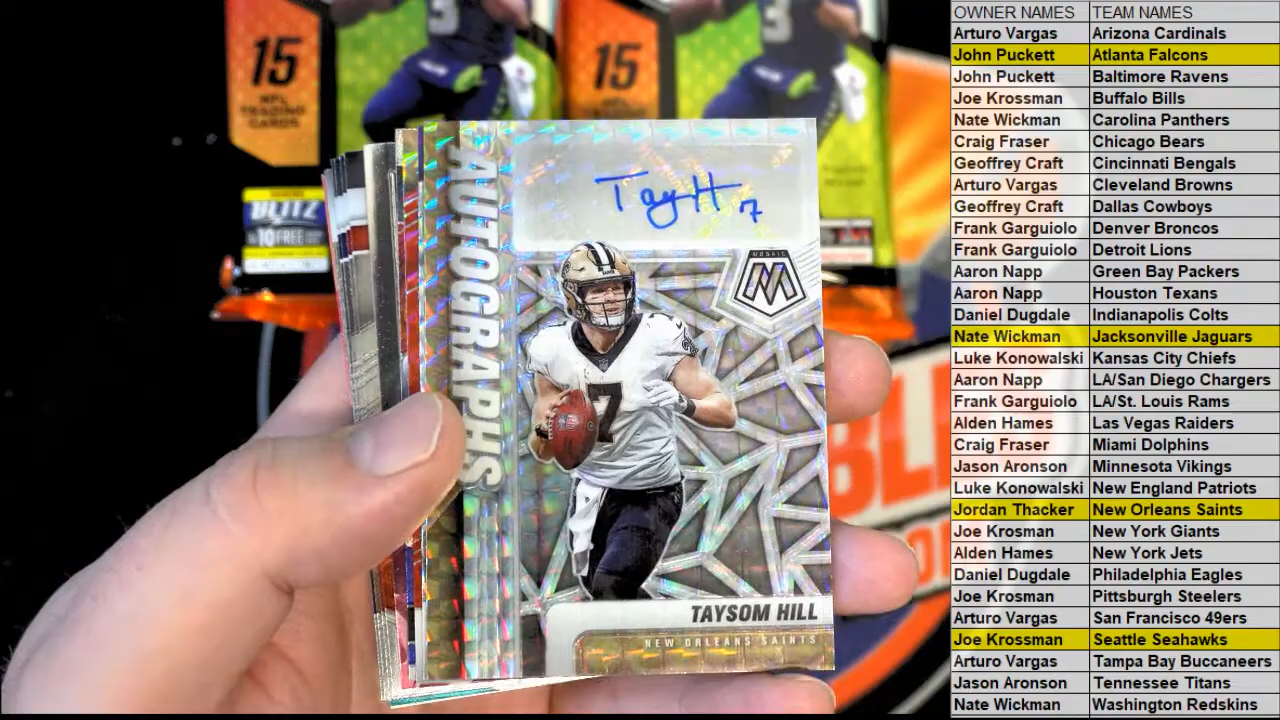 15
NFL
TRADING
CARDS
15
3
3
BLITZ
10 FREE
AUTOGRAPHS
Tay H 7
MOSAIC
M
7
TAYSOM HILL
NEW ORLEANS SAINTS
OWNER NAMES TEAM NAMES
Arturo Vargas Arizona Cardinals
John Puckett Atlanta Falcons
John Puckett Baltimore Ravens
Joe Krossman Buffalo Bills
Nate Wickman Carolina Panthers
Craig Fraser Chicago Bears
Geoffrey Craft Cincinnati Bengals
Arturo Vargas Cleveland Browns
Geoffrey Craft Dallas Cowboys
Frank Garguiolo Denver Broncos
Frank Garguiolo Detroit Lions
Aaron Napp Green Bay Packers
Aaron Napp Houston Texans
Daniel Dugdale Indianapolis Colts
Nate Wickman Jacksonville Jaguars
Luke Konowalski Kansas City Chiefs
Aaron Napp LA/San Diego Chargers
Frank Garguiolo LA/St. Louis Rams
Alden Hames Las Vegas Raiders
Craig Fraser Miami Dolphins
Jason Aronson Minnesota Vikings
Luke Konowalski New England Patriots
Jordan Thacker New Orleans Saints
Joe Krosman New York Giants
Alden Hames New York Jets
Daniel Dugdale Philadelphia Eagles
Joe Krosman Pittsburgh Steelers
Arturo Vargas San Francisco 49ers
Joe Krossman Seattle Seahawks
Arturo Vargas Tampa Bay Buccaneers
Jason Aronson Tennessee Titans
Nate Wickman Washington Redskins